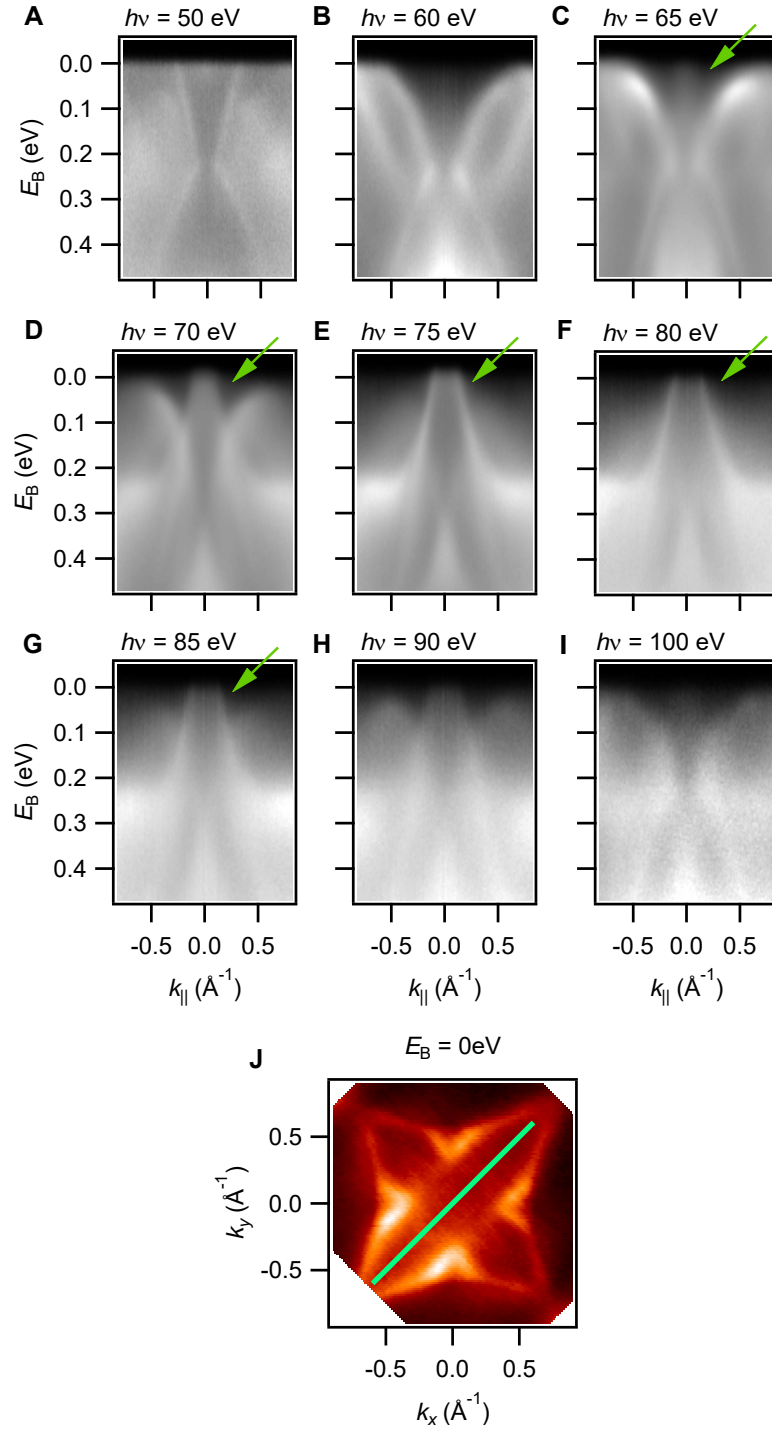 A hν = 50 eV
B hν = 60 eV
C hν = 65 eV
0.0
0.1
0.2
0.3
0.4
E_B (eV)
D hν = 70 eV
E hν = 75 eV
F hν = 80 eV
0.0
0.1
0.2
0.3
0.4
E_B (eV)
G hν = 85 eV
H hν = 90 eV
I hν = 100 eV
0.0
0.1
0.2
0.3
0.4
E_B (eV)
-0.5 0.0 0.5
-0.5 0.0 0.5
-0.5 0.0 0.5
k_|| (Å⁻¹)
k_|| (Å⁻¹)
k_|| (Å⁻¹)
J E_B = 0eV
0.5
0.0
-0.5
k_y (Å⁻¹)
-0.5 0.0 0.5
k_x (Å⁻¹)